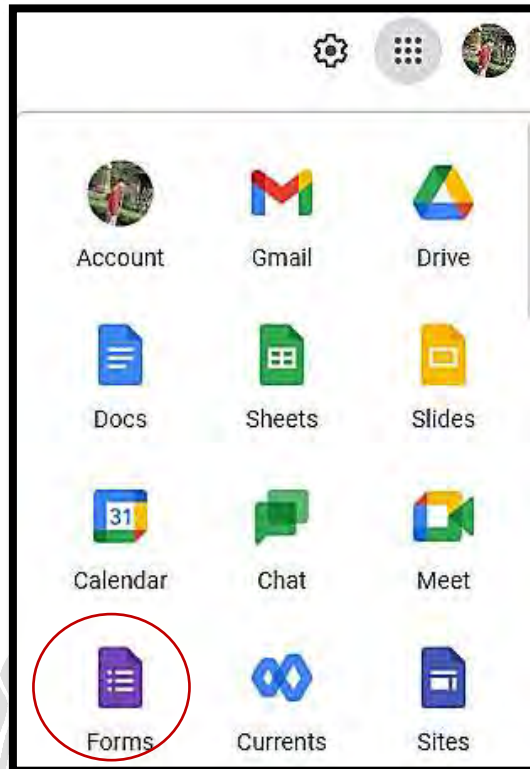 Account Gmail Drive
Docs Sheets Slides
31
Calendar Chat Meet
Forms Currents Sites